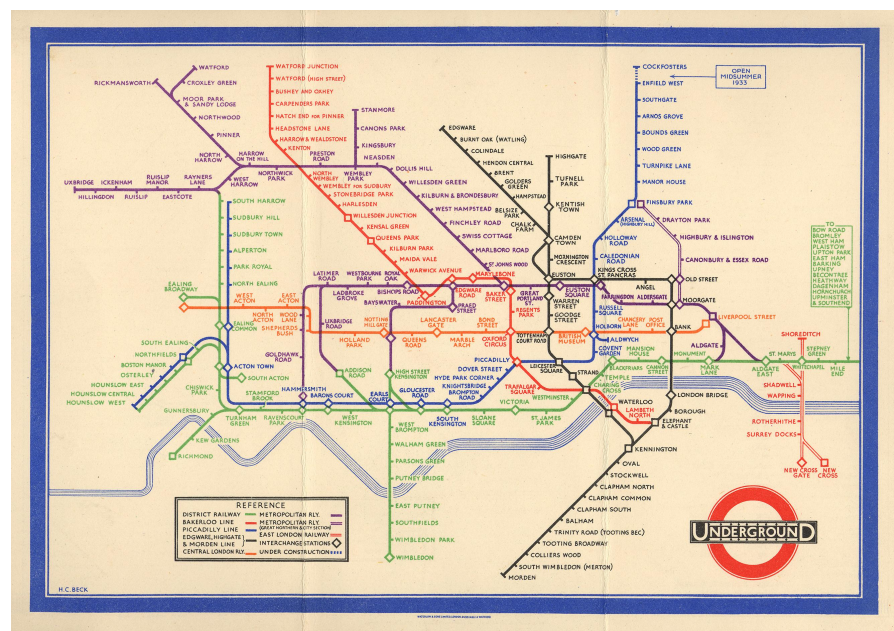 WATFORD
CROXLEY GREEN
RICKMANSWORTH
MOOR PARK
& SANDY LODGE
NORTHWOOD
PINNER
NORTH
HARROW
HARROW
ON THE HILL
NORTHWICK
PARK
PRESTON
ROAD
WEMBLEY
PARK
STANMORE
CANONS PARK
KINGSBURY
NEASDEN
DOLLIS HILL
WILLESDEN GREEN
KILBURN & BRONDESBURY
WEST HAMPSTEAD
FINCHLEY ROAD
SWISS COTTAGE
MARLBORO ROAD
ST JOHNS WOOD
UXBRIDGE
ICKENHAM
RUISLIP
MANOR
RAYNERS
LANE
WEST
HARROW
HILLINGDON
RUISLIP
EASTCOTE
WATFORD JUNCTION
WATFORD (HIGH STREET)
BUSHEY AND OXHEY
CARPENDERS PARK
HATCH END FOR PINNER
HEADSTONE LANE
HARROW & WEALDSTONE
KENTON
NORTH
WEMBLEY
WEMBLEY FOR SUDBURY
STONEBRIDGE PARK
HARLESDEN
WILLESDEN JUNCTION
KENSAL GREEN
QUEENS PARK
KILBURN PARK
MAIDA VALE
WARWICK AVENUE
MARYLEBONE
EDGWARE
BURNT OAK (WATLING)
COLINDALE
HENDON CENTRAL
BRENT
GOLDERS
GREEN
HAMPSTEAD
BELSIZE
PARK
CHALK
FARM
HIGHGATE
TUFNELL
PARK
KENTISH
TOWN
CAMDEN
TOWN
MORNINGTON
CRESCENT
EUSTON
COCKFOSTERS
ENFIELD WEST
SOUTHGATE
ARNOS GROVE
BOUNDS GREEN
WOOD GREEN
TURNPIKE LANE
MANOR HOUSE
OPEN
MIDSUMMER
1933
FINSBURY PARK
ARSENAL
(HIGHBURY HILL)
HOLLOWAY
ROAD
CALEDONIAN
ROAD
KINGS CROSS
ST. PANCRAS
DRAYTON PARK
HIGHBURY & ISLINGTON
CANONBURY & ESSEX ROAD
OLD STREET
ANGEL
MOORGATE
TO
BOW ROAD
BROMLEY
WEST HAM
PLAISTOW
UPTON PARK
EAST HAM
BARKING
UPNEY
BECONTREE
HEATHWAY
DAGENHAM
HORNCHURCH
UPMINSTER
& SOUTHEND
SOUTH HARROW
SUDBURY HILL
SUDBURY TOWN
ALPERTON
PARK ROYAL
NORTH EALING
EALING
BROADWAY
WEST
ACTON
EAST
ACTON
NORTH
ACTON
WOOD
LANE
SHEPHERDS
BUSH
EALING
COMMON
SOUTH EALING
NORTHFIELDS
BOSTON MANOR
OSTERLEY
HOUNSLOW EAST
HOUNSLOW CENTRAL
HOUNSLOW WEST
ACTON TOWN
SOUTH ACTON
CHISWICK
PARK
GUNNERSBURY
KEW GARDENS
RICHMOND
TURNHAM
GREEN
STAMFORD
BROOK
RAVENSCOURT
PARK
HAMMERSMITH
GOLDHAWK
ROAD
BARONS COURT
WEST
KENSINGTON
EARLS
COURT
LATIMER
ROAD
LADBROKE
GROVE
WESTBOURNE
PARK
ROYAL
OAK
BISHOPS ROAD
PADDINGTON
BAYSWATER
PRAED
STREET
EDGWARE
ROAD
BAKER
STREET
GREAT
PORTLAND
ST.
REGENTS
PARK
UXBRIDGE
ROAD
HOLLAND
PARK
NOTTING
HILL GATE
QUEENS
ROAD
LANCASTER
GATE
MARBLE
ARCH
BOND
STREET
OXFORD
CIRCUS
TOTTENHAM
COURT ROAD
EUSTON
SQUARE
WARREN
STREET
GOODGE
STREET
RUSSELL
SQUARE
BRITISH
MUSEUM
HOLBORN
ALDWYCH
COVENT
GARDEN
FARRINGDON
ALDERSGATE
CHANCERY
LANE
POST
OFFICE
BANK
LIVERPOOL STREET
ALDGATE
ADDISON
ROAD
HIGH STREET
KENSINGTON
GLOUCESTER
ROAD
SOUTH
KENSINGTON
PICCADILLY
DOVER STREET
HYDE PARK CORNER
KNIGHTSBRIDGE
BROMPTON
ROAD
SLOANE
SQUARE
VICTORIA
ST. JAMES
PARK
WESTMINSTER
TRAFALGAR
SQUARE
LEICESTER
SQUARE
STRAND
CHARING
CROSS
TEMPLE
BLACKFRIARS
MANSION
HOUSE
CANNON
STREET
MONUMENT
MARK
LANE
ALDGATE
EAST
ST. MARYS
WHITECHAPEL
STEPNEY
GREEN
MILE
END
SHOREDITCH
SHADWELL
WAPPING
ROTHERHITHE
SURREY DOCKS
NEW CROSS
GATE
NEW
CROSS
WATERLOO
LAMBETH
NORTH
LONDON BRIDGE
BOROUGH
ELEPHANT
& CASTLE
KENNINGTON
OVAL
STOCKWELL
CLAPHAM NORTH
CLAPHAM COMMON
CLAPHAM SOUTH
BALHAM
TRINITY ROAD (TOOTING BEC)
TOOTING BROADWAY
COLLIERS WOOD
SOUTH WIMBLEDON (MERTON)
MORDEN
WEST
BROMPTON
WALHAM GREEN
PARSONS GREEN
PUTNEY BRIDGE
EAST PUTNEY
SOUTHFIELDS
WIMBLEDON PARK
WIMBLEDON
REFERENCE
DISTRICT RAILWAY
BAKERLOO LINE
PICCADILLY LINE
EDGWARE, HIGHGATE
& MORDEN LINE
CENTRAL LONDON RLY.
METROPOLITAN RLY.
METROPOLITAN RLY.
(GREAT NORTHERN & CITY SECTION)
EAST LONDON RAILWAY
INTERCHANGE STATIONS
UNDER CONSTRUCTION
UNDERGROUND
H.C. BECK